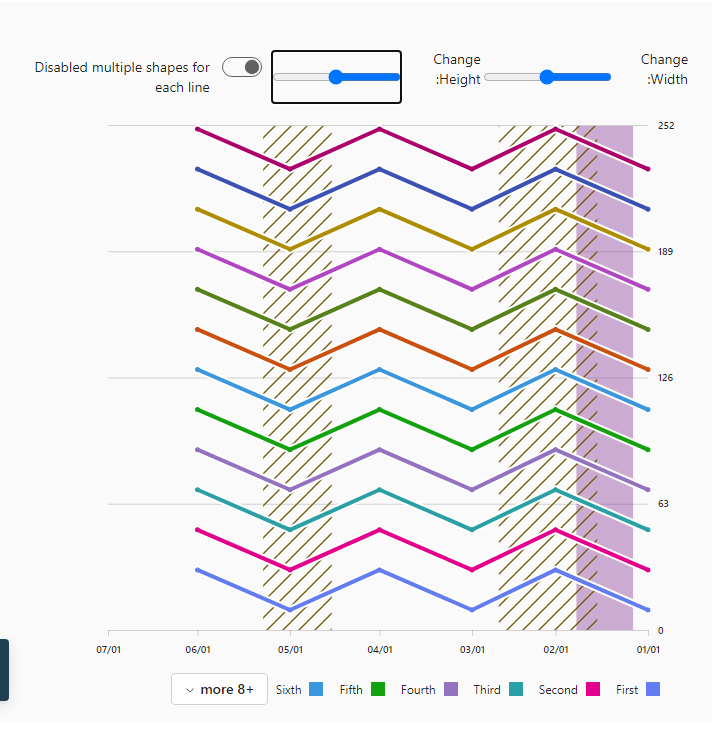 Change
:Width
Change
:Height
Disabled multiple shapes for
each line
252
189
126
63
0
07/01 06/01 05/01 04/01 03/01 02/01 01/01
more 8+ Sixth Fifth Fourth Third Second First